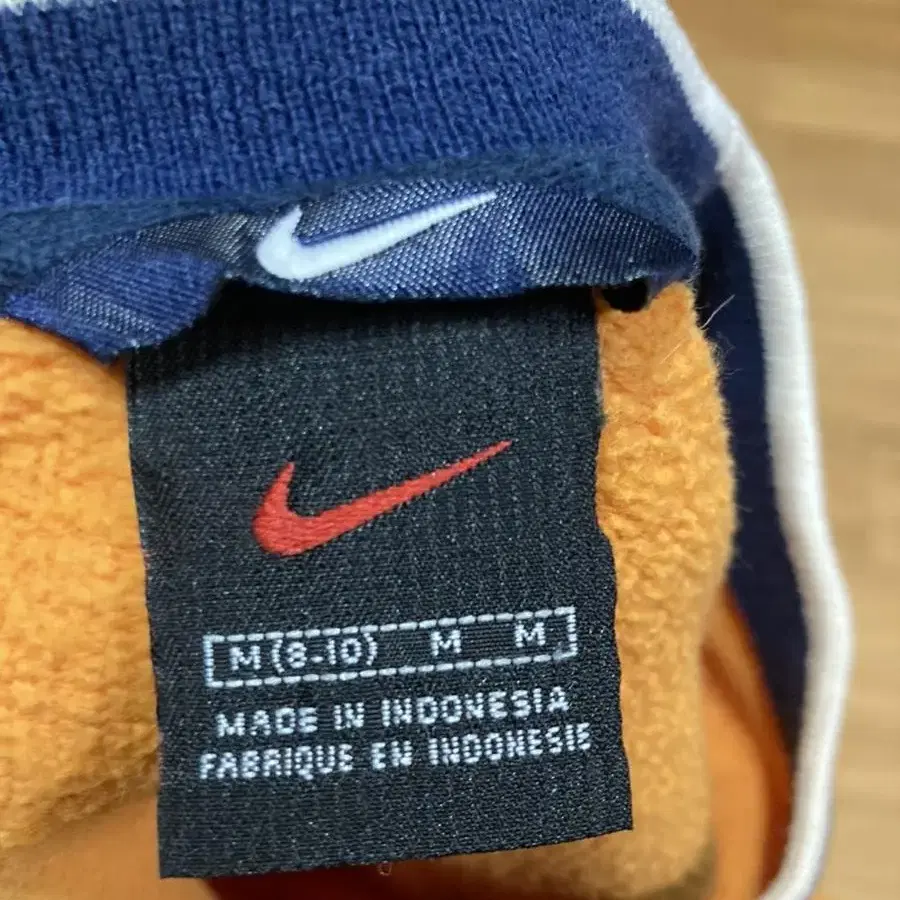 M (8-10) M M
MADE IN INDONESIA
FABRIQUE EN INDONESIE